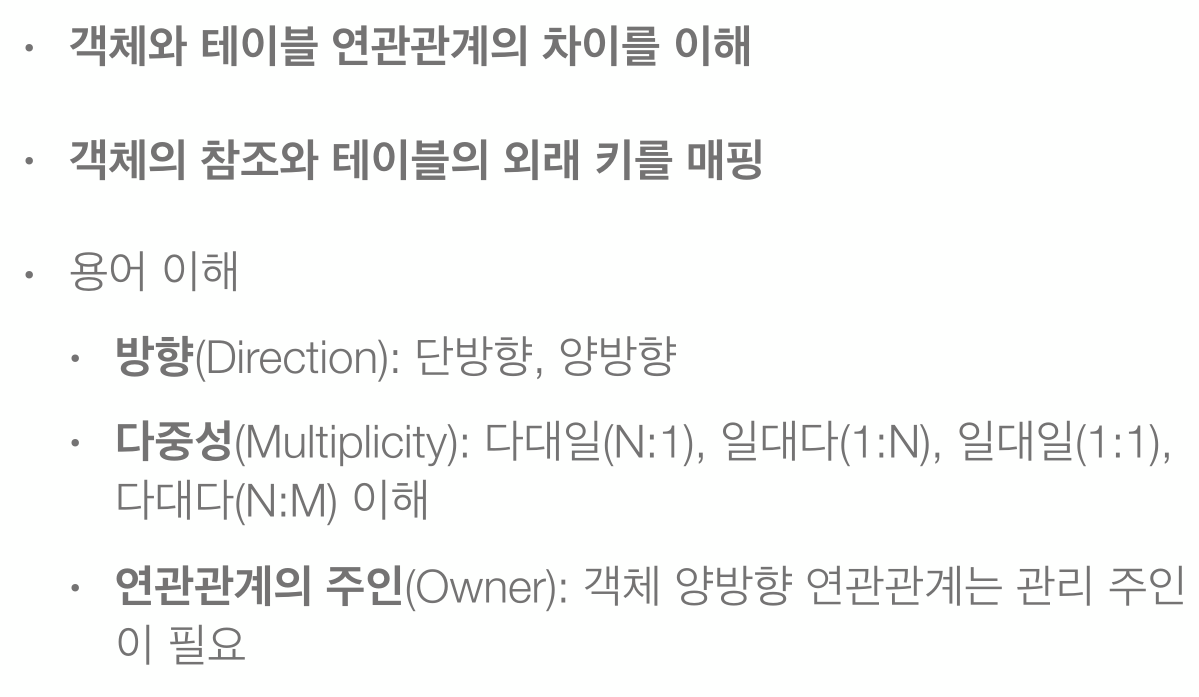 • 객체와 테이블 연관관계의 차이를 이해
• 객체의 참조와 테이블의 외래 키를 매핑
• 용어 이해
• 방향(Direction): 단방향, 양방향
• 다중성(Multiplicity): 다대일(N:1), 일대다(1:N), 일대일(1:1),
다대다(N:M) 이해
• 연관관계의 주인(Owner): 객체 양방향 연관관계는 관리 주인
이 필요